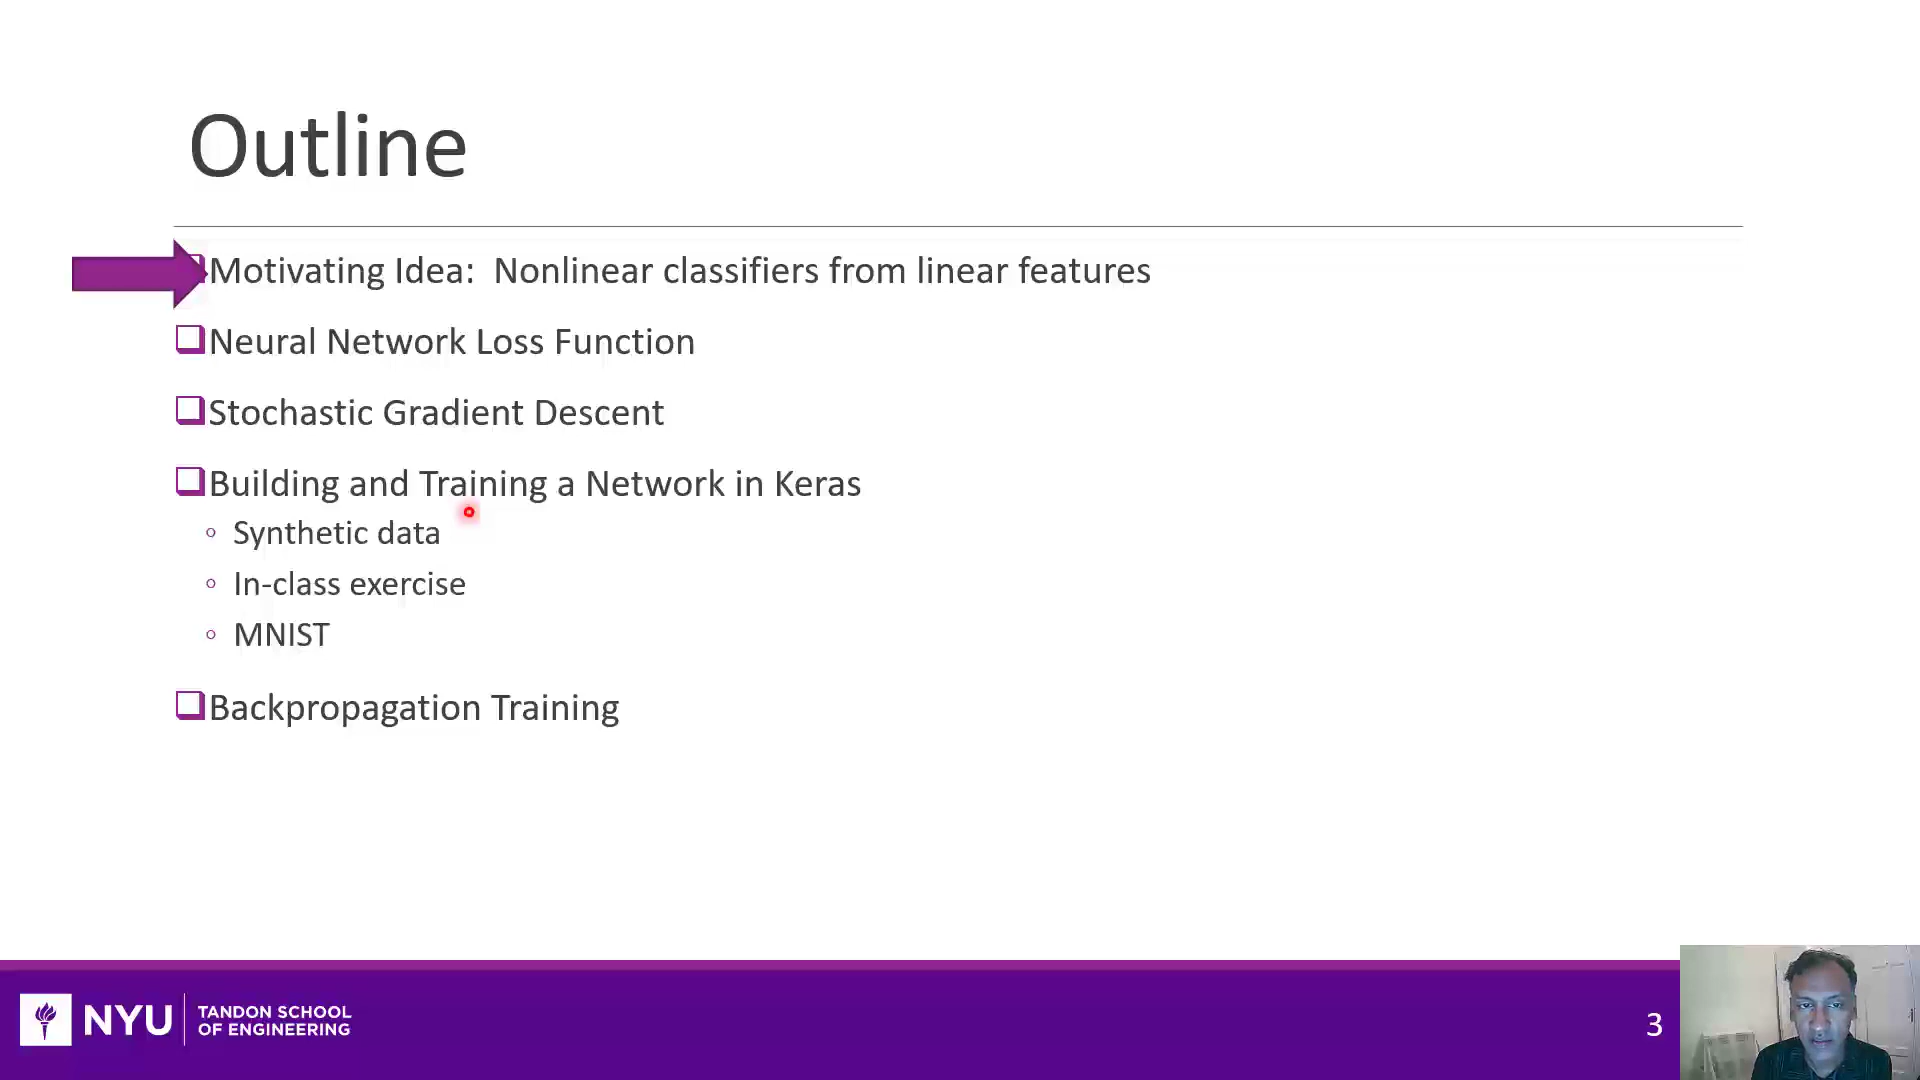 Outline
Motivating Idea: Nonlinear classifiers from linear features
Neural Network Loss Function
Stochastic Gradient Descent
Building and Training a Network in Keras
Synthetic data
In-class exercise
MNIST
Backpropagation Training
NYU
TANDON SCHOOL
OF ENGINEERING
3